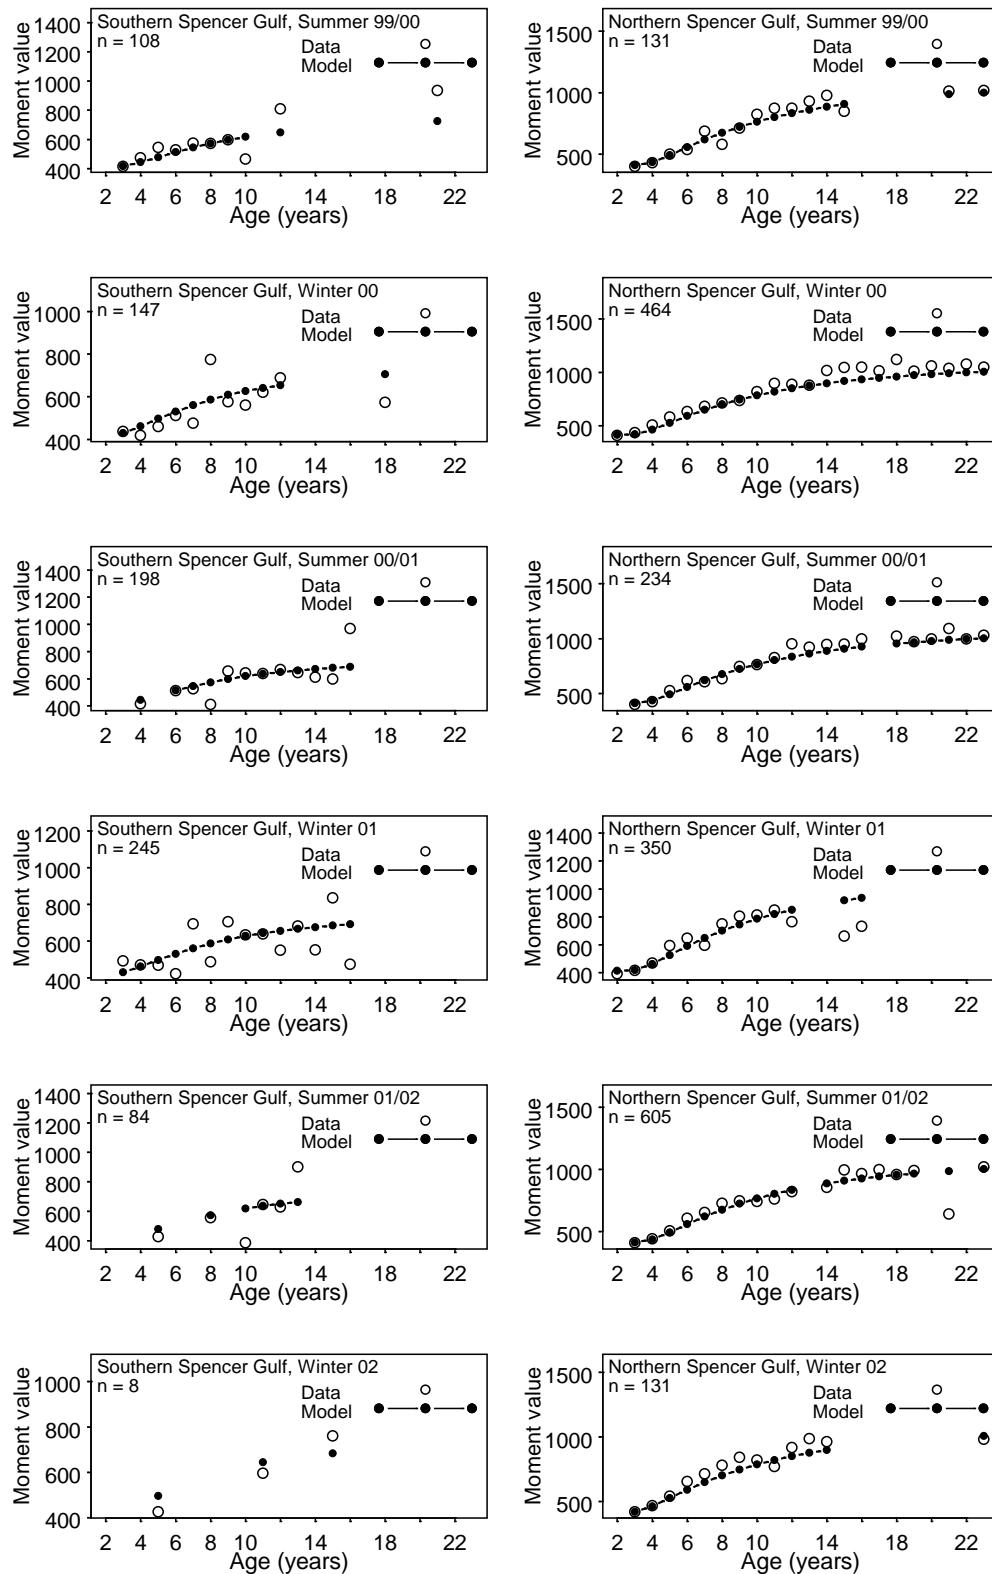 Southern Spencer Gulf, Summer 99/00
n = 108
Data
Model
Moment value
1400
1200
1000
800
600
400
2 4 6 8 10 14 18 22
Age (years)
Northern Spencer Gulf, Summer 99/00
n = 131
Data
Model
Moment value
1500
1000
500
2 4 6 8 10 14 18 22
Age (years)
Southern Spencer Gulf, Winter 00
n = 147
Data
Model
Moment value
1000
800
600
400
2 4 6 8 10 14 18 22
Age (years)
Northern Spencer Gulf, Winter 00
n = 464
Data
Model
Moment value
1500
1000
500
2 4 6 8 10 14 18 22
Age (years)
Southern Spencer Gulf, Summer 00/01
n = 198
Data
Model
Moment value
1400
1200
1000
800
600
400
2 4 6 8 10 14 18 22
Age (years)
Northern Spencer Gulf, Summer 00/01
n = 234
Data
Model
Moment value
1500
1000
500
2 4 6 8 10 14 18 22
Age (years)
Southern Spencer Gulf, Winter 01
n = 245
Data
Model
Moment value
1200
1000
800
600
400
2 4 6 8 10 14 18 22
Age (years)
Northern Spencer Gulf, Winter 01
n = 350
Data
Model
Moment value
1400
1200
1000
800
600
400
2 4 6 8 10 14 18 22
Age (years)
Southern Spencer Gulf, Summer 01/02
n = 84
Data
Model
Moment value
1400
1200
1000
800
600
400
2 4 6 8 10 14 18 22
Age (years)
Northern Spencer Gulf, Summer 01/02
n = 605
Data
Model
Moment value
1500
1000
500
2 4 6 8 10 14 18 22
Age (years)
Southern Spencer Gulf, Winter 02
n = 8
Data
Model
Moment value
1000
800
600
400
2 4 6 8 10 14 18 22
Age (years)
Northern Spencer Gulf, Winter 02
n = 131
Data
Model
Moment value
1500
1000
500
2 4 6 8 10 14 18 22
Age (years)